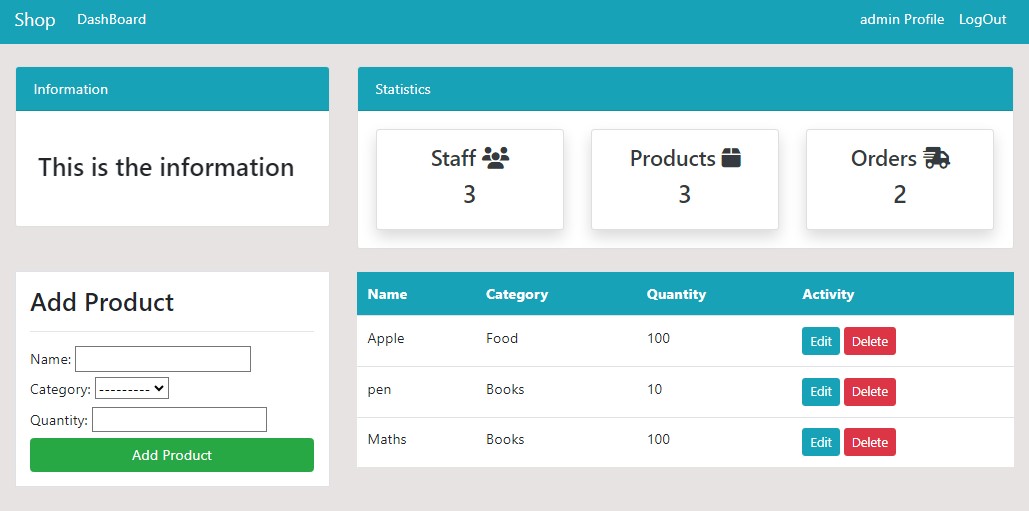 Shop DashBoard admin Profile LogOut
Information
This is the information
Statistics
Staff
3
Products
3
Orders
2
Add Product
Name:
Category: ---------
Quantity:
Add Product
Name Category Quantity Activity
Apple Food 100 Edit Delete
pen Books 10 Edit Delete
Maths Books 100 Edit Delete